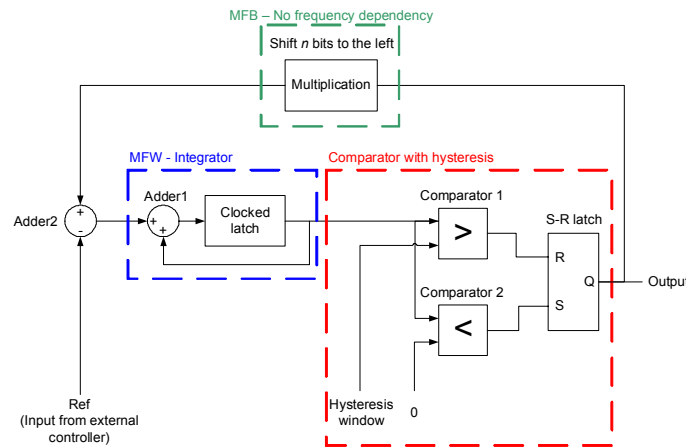 MFB – No frequency dependency
Shift n bits to the left
Multiplication
MFW - Integrator
Comparator with hysteresis
Adder1
Clocked
latch
Comparator 1
>
S-R latch
Adder2
+
-
+
+
R
Q
Output
Comparator 2
<
S
Ref
(Input from external
controller)
Hysteresis
window
0